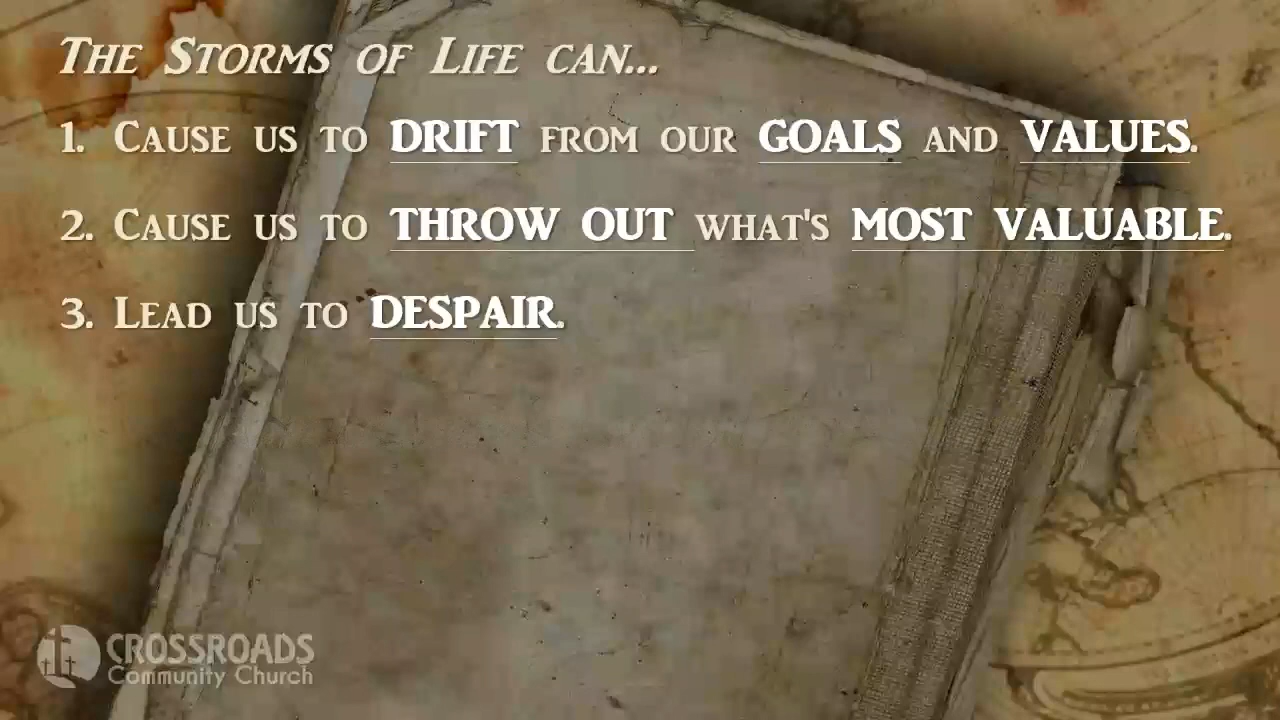 The Storms of Life can...
1. Cause us to DRIFT from our GOALS and VALUES.
2. Cause us to THROW OUT what's MOST VALUABLE.
3. Lead us to DESPAIR.
CROSSROADS
Community Church